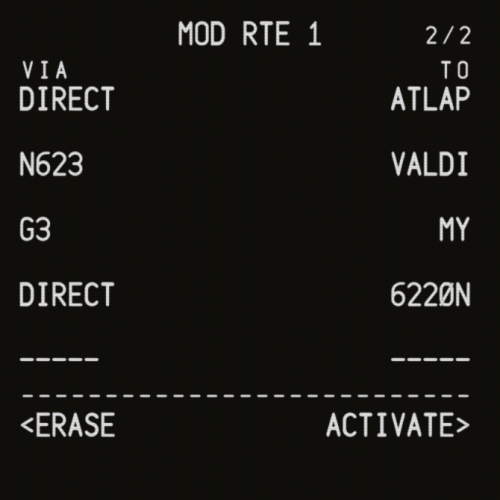 MOD RTE 1 2/2
VIA TO
DIRECT ATLAP
N623 VALDI
G3 MY
DIRECT 6220N
----- -----
----------------------------
<ERASE ACTIVATE>